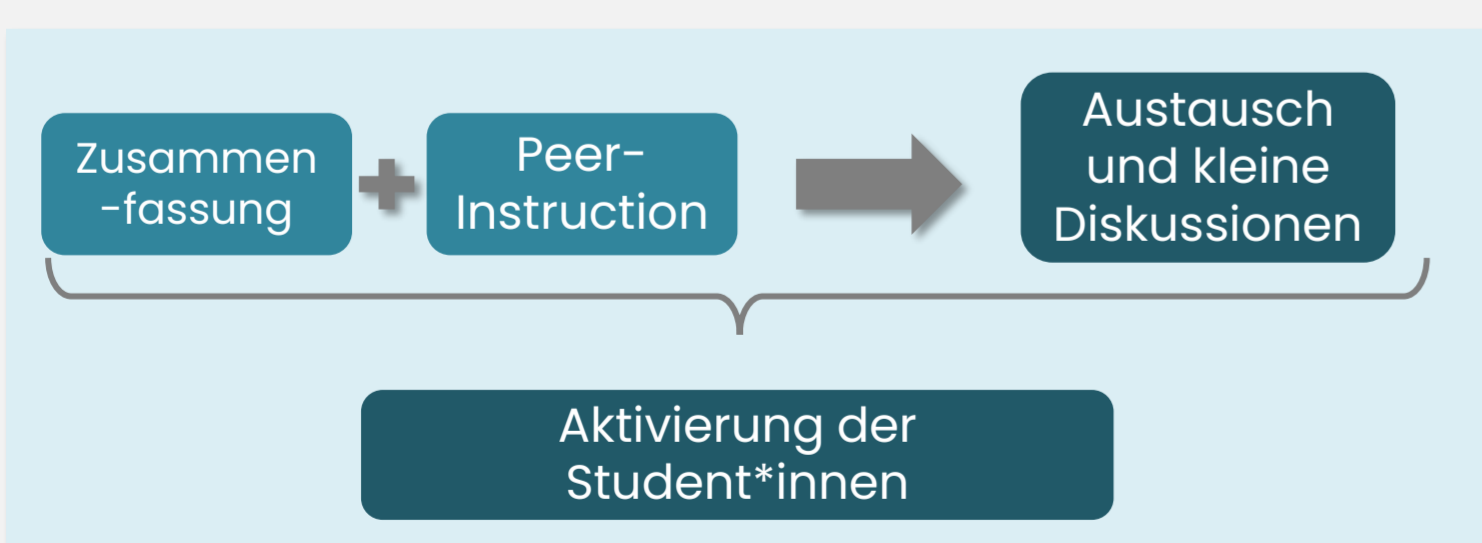 Zusammen
-fassung
Peer-
Instruction
Austausch
und kleine
Diskussionen
Aktivierung der
Student*innen